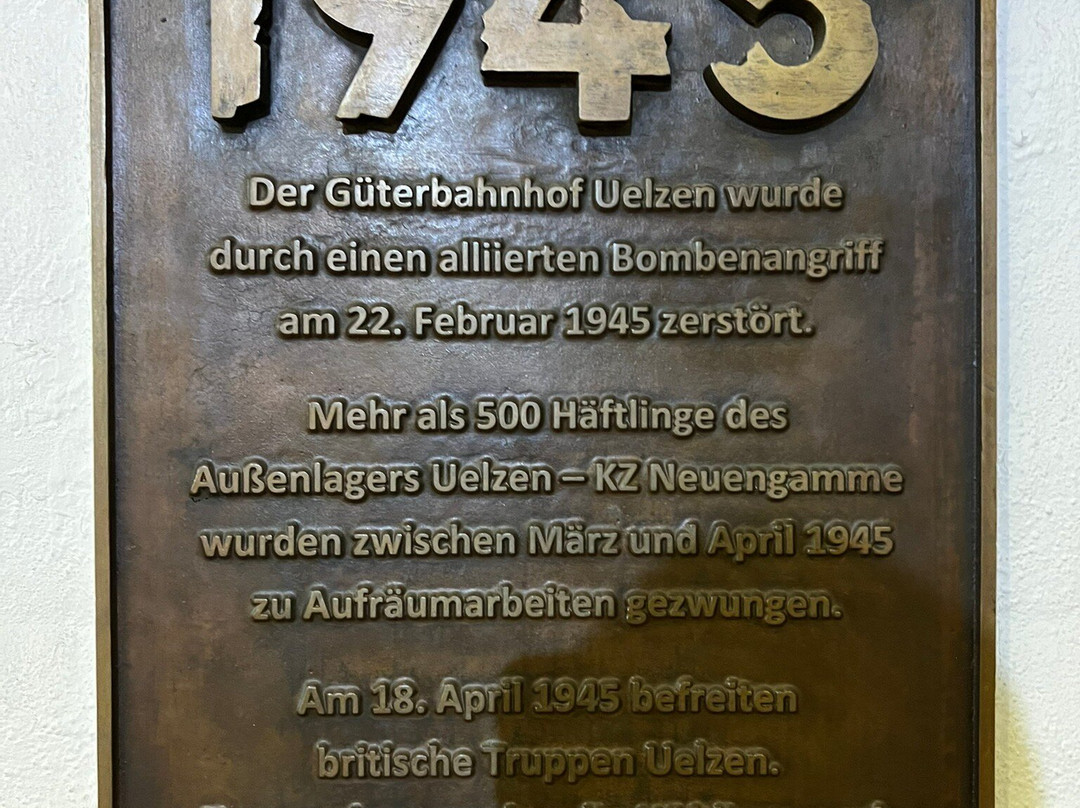 1945
Der Güterbahnhof Uelzen wurde
durch einen alliierten Bombenangriff
am 22. Februar 1945 zerstört.
Mehr als 500 Häftlinge des
Außenlagers Uelzen – KZ Neuengamme
wurden zwischen März und April 1945
zu Aufräumarbeiten gezwungen.
Am 18. April 1945 befreiten
britische Truppen Uelzen.